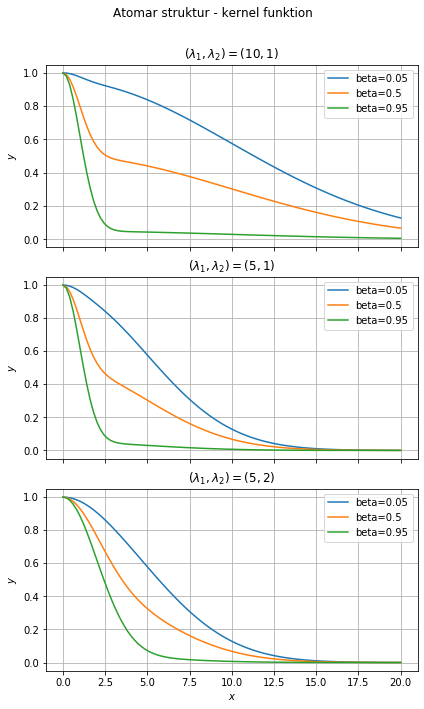 Atomar struktur - kernel funktion
(λ₁, λ₂) = (10, 1)
beta=0.05
beta=0.5
beta=0.95
y
1.0
0.8
0.6
0.4
0.2
0.0
(λ₁, λ₂) = (5, 1)
beta=0.05
beta=0.5
beta=0.95
y
1.0
0.8
0.6
0.4
0.2
0.0
(λ₁, λ₂) = (5, 2)
beta=0.05
beta=0.5
beta=0.95
y
1.0
0.8
0.6
0.4
0.2
0.0
0.0 2.5 5.0 7.5 10.0 12.5 15.0 17.5 20.0
x